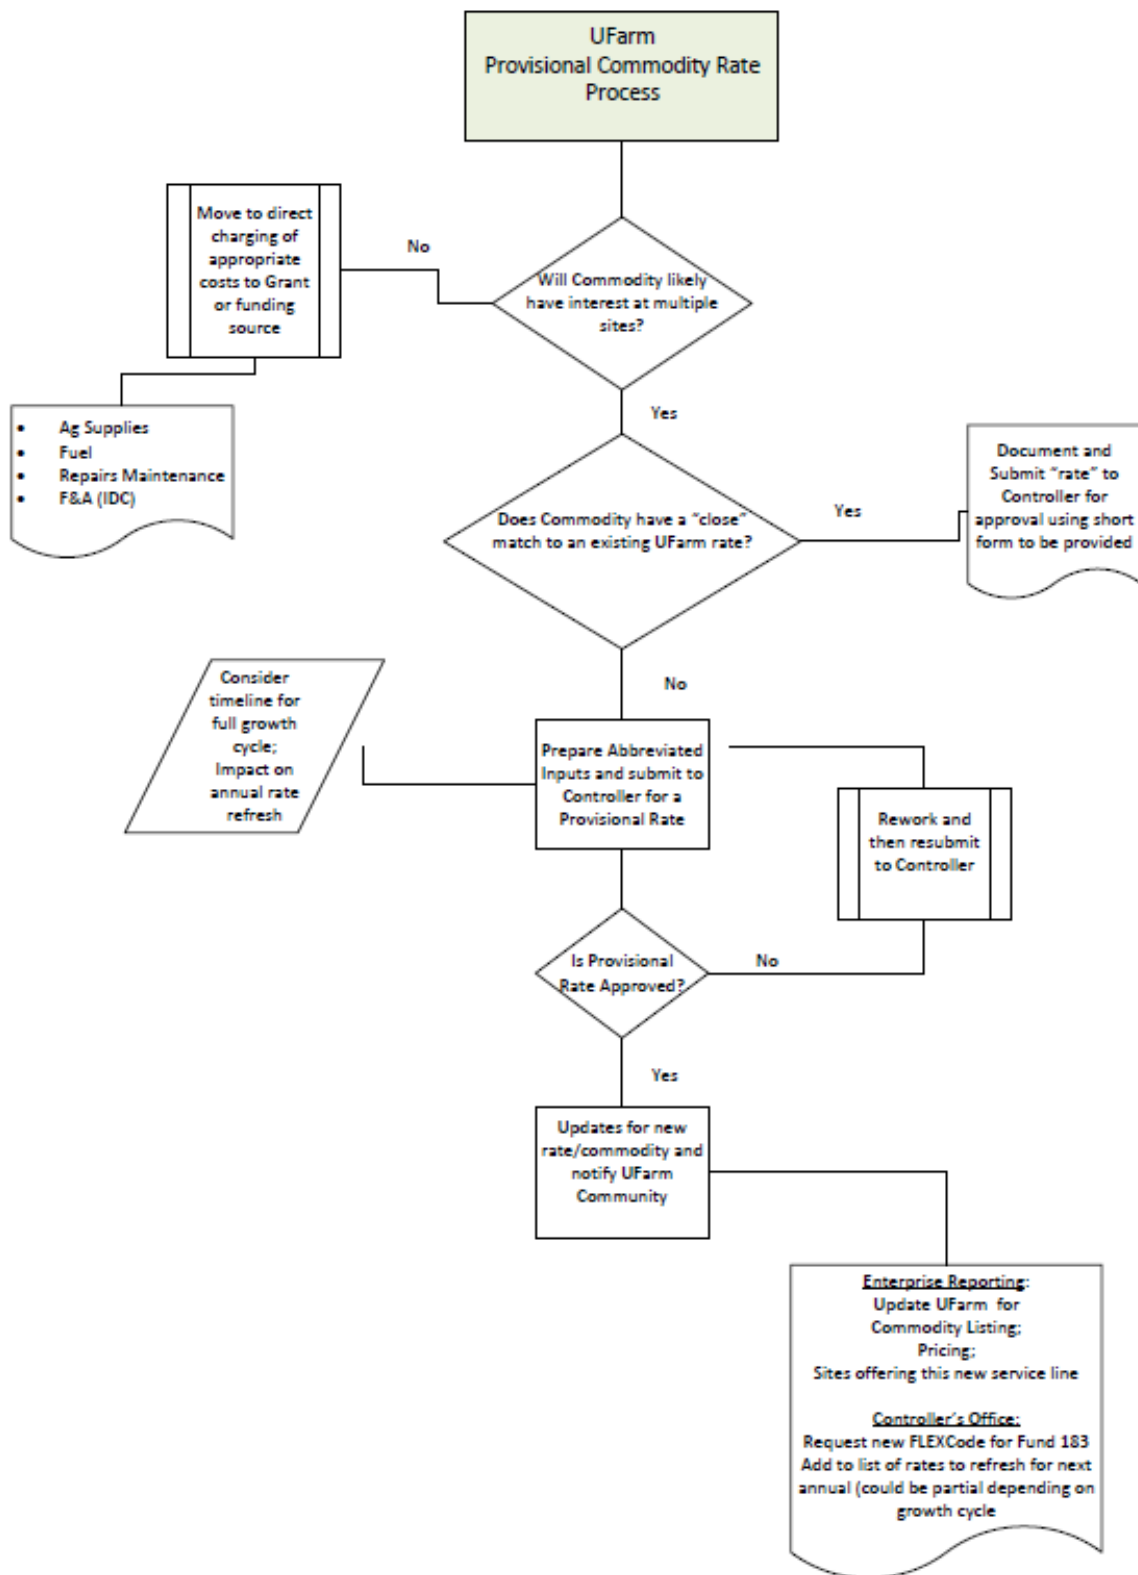 UFarm
Provisional Commodity Rate
Process
Move to direct
charging of
appropriate
costs to Grant
or funding
source
No
Will Commodity likely
have interest at multiple
sites?
Yes
• Ag Supplies
• Fuel
• Repairs Maintenance
• F&A (IDC)
Does Commodity have a “close”
match to an existing UFarm rate?
Yes
Document and
Submit “rate” to
Controller for
approval using short
form to be provided
No
Consider
timeline for
full growth
cycle;
Impact on
annual rate
refresh
Prepare Abbreviated
Inputs and submit to
Controller for a
Provisional Rate
Rework and
then resubmit
to Controller
Is Provisional
Rate Approved?
No
Yes
Updates for new
rate/commodity and
notify UFarm
Community
Enterprise Reporting:
Update UFarm for
Commodity Listing;
Pricing;
Sites offering this new service line
Controller’s Office:
Request new FLEXCode for Fund 183
Add to list of rates to refresh for next
annual (could be partial depending on
growth cycle